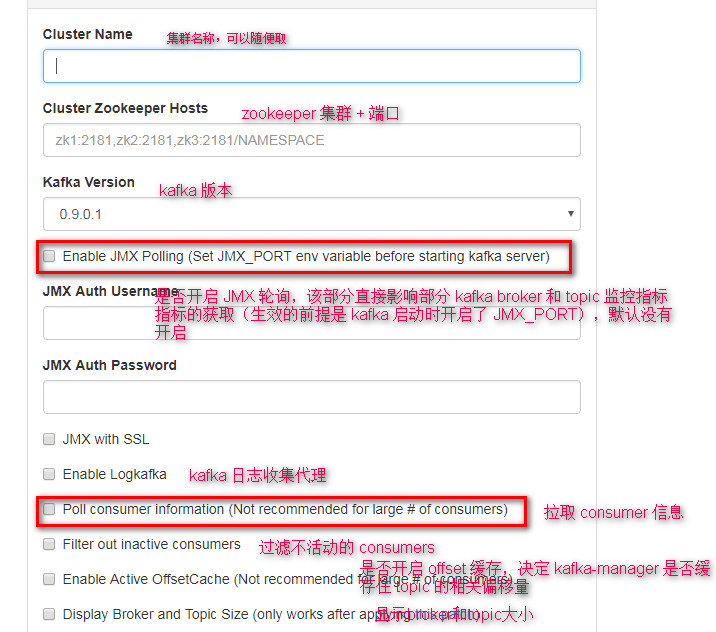 Cluster Name
集群名称，可以随便取
Cluster Zookeeper Hosts
zookeeper 集群 + 端口
zk1:2181,zk2:2181,zk3:2181/NAMESPACE
Kafka Version
kafka 版本
0.9.0.1
Enable JMX Polling (Set JMX_PORT env variable before starting kafka server)
JMX Auth Username
是否开启 JMX 轮询，该部分直接影响部分 kafka broker 和 topic 监控指标
指标的获取（生效的前提是 kafka 启动时开启了 JMX_PORT），默认没有
开启
JMX Auth Password
JMX with SSL
Enable Logkafka
kafka 日志收集代理
Poll consumer information (Not recommended for large # of consumers)
拉取 consumer 信息
Filter out inactive consumers
过滤不活动的 consumers
Enable Active OffsetCache (Not recommended for large # of consumers)
是否开启 offset 缓存，决定 kafka-manager 是否缓
存住 topic 的相关偏移量
Display Broker and Topic Size (only works after applying this patch)
显示broker和topic大小